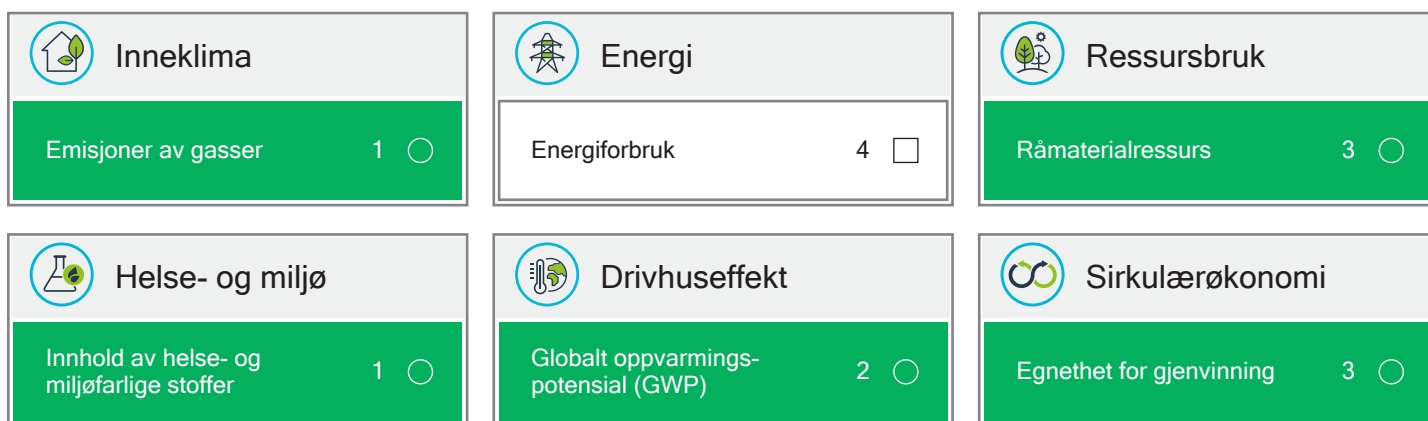 Inneklima
Emisjoner av gasser 1
Energi
Energiforbruk 4
Ressursbruk
Råmaterialressurs 3
Helse- og miljø
Innhold av helse- og
miljøfarlige stoffer 1
Drivhuseffekt
Globalt oppvarmings-
potensial (GWP) 2
Sirkulærøkonomi
Egnethet for gjenvinning 3